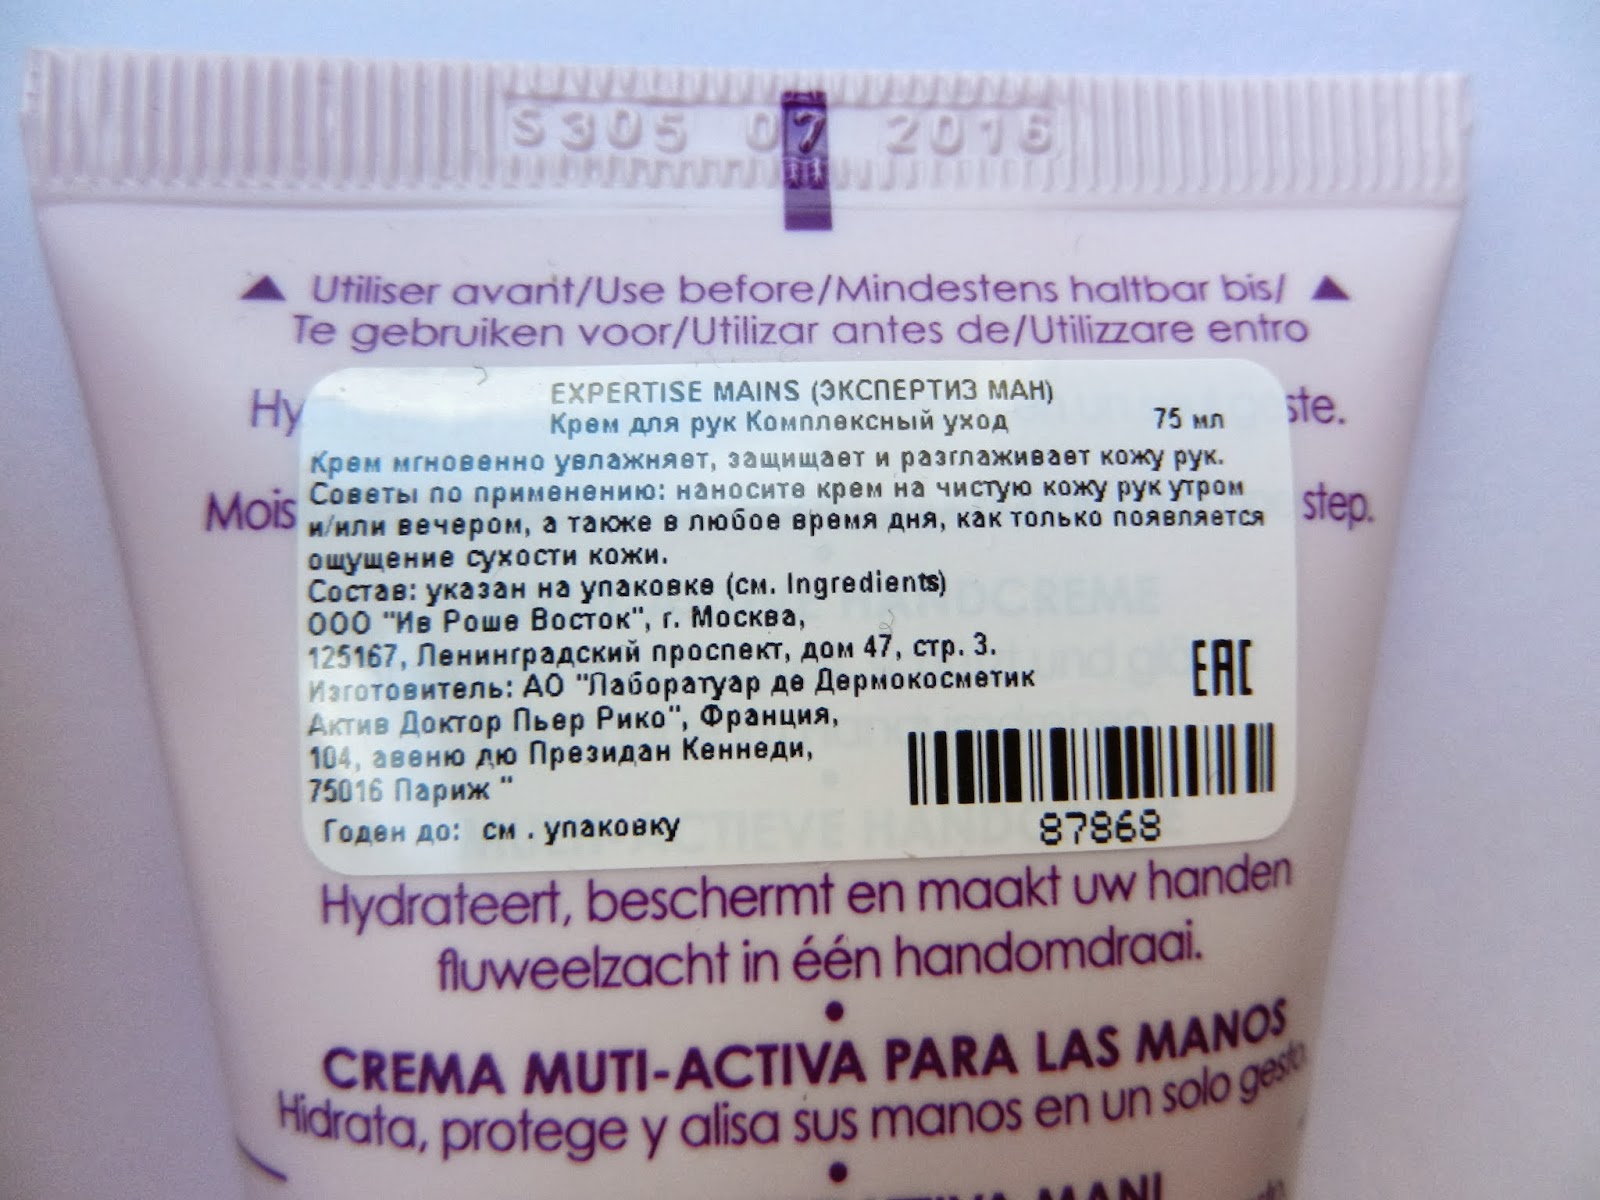 S305 07 2016
▲ Utiliser avant/Use before/Mindestens haltbar bis/ ▲
Te gebruiken voor/Utilizar antes de/Utilizzare entro
EXPERTISE MAINS (ЭКСПЕРТИЗ МАН)
Крем для рук Комплексный уход 75 мл
Крем мгновенно увлажняет, защищает и разглаживает кожу рук.
Советы по применению: наносите крем на чистую кожу рук утром
и/или вечером, а также в любое время дня, как только появляется
ощущение сухости кожи.
Состав: указан на упаковке (см. Ingredients)
ООО "Ив Роше Восток", г. Москва,
125167, Ленинградский проспект, дом 47, стр. 3.
Изготовитель: АО "Лаборатуар де Дермокосметик
Актив Доктор Пьер Рико", Франция,
104, авеню дю Президан Кеннеди,
75016 Париж "
EAC
Годен до: см . упаковку
87868
step.
Hydrateert, beschermt en maakt uw handen
fluweelzacht in één handomdraai.
•
CREMA MUTI-ACTIVA PARA LAS MANOS
Hidrata, protege y alisa sus manos en un solo gesto
•
MANI